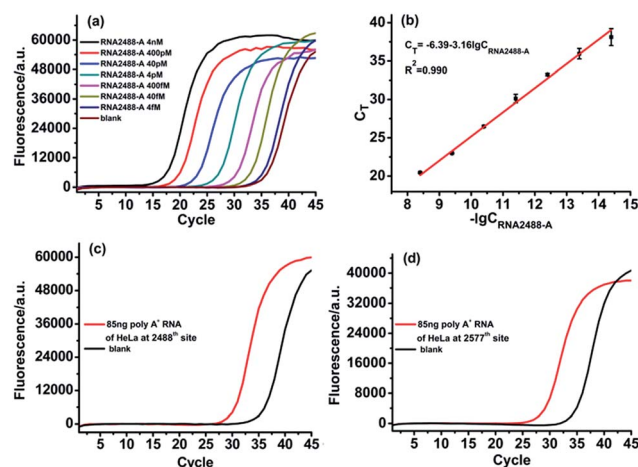 (a)
Fluorescence/a.u.
60000
48000
36000
24000
12000
0
RNA2488-A 4nM
RNA2488-A 400pM
RNA2488-A 40pM
RNA2488-A 4pM
RNA2488-A 400fM
RNA2488-A 40fM
RNA2488-A 4fM
blank
5 10 15 20 25 30 35 40 45
Cycle
(b)
C_T
40
35
30
25
20
C_T= -6.39-3.16lgC_RNA2488-A
R²=0.990
8 9 10 11 12 13 14 15
-lgC_RNA2488-A
(c)
Fluorescence/a.u.
60000
48000
36000
24000
12000
0
85ng poly A⁺ RNA
of HeLa at 2488th site
blank
5 10 15 20 25 30 35 40 45
Cycle
(d)
Fluorescence/a.u.
40000
32000
24000
16000
8000
0
85ng poly A⁺ RNA
of HeLa at 2577th site
blank
5 10 15 20 25 30 35 40 45
Cycle